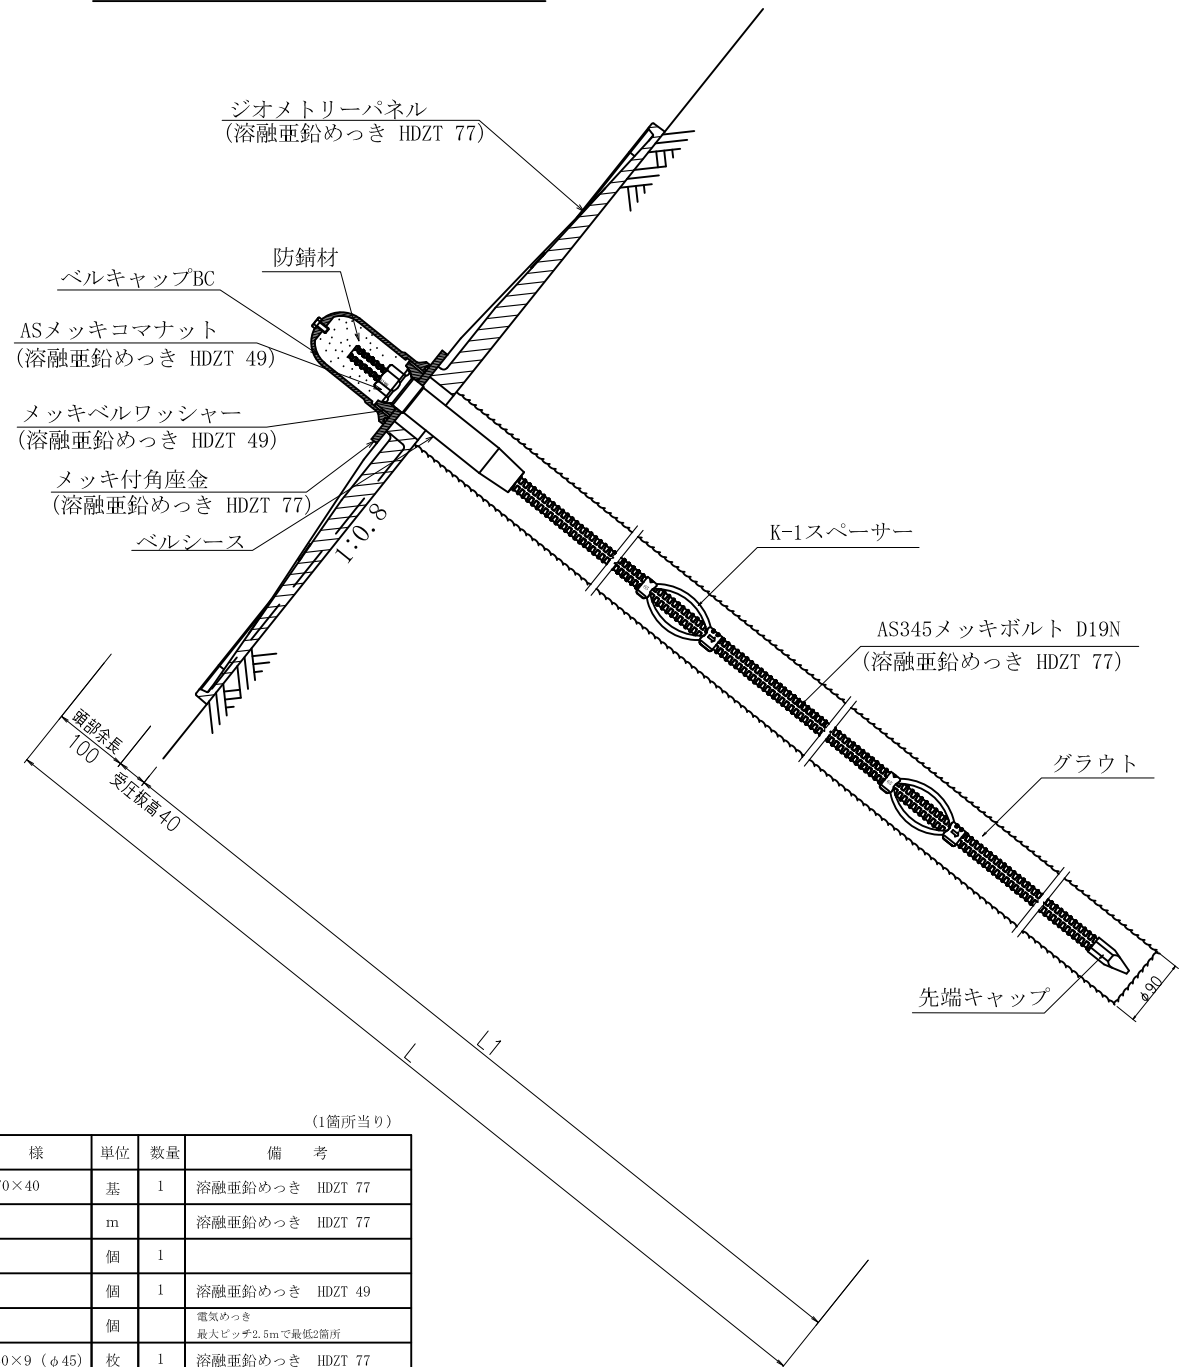 ジオメトリーパネル
(溶融亜鉛めっき HDZT 77)
防錆材
ベルキャップBC
ASメッキコマナット
(溶融亜鉛めっき HDZT 49)
メッキベルワッシャー
(溶融亜鉛めっき HDZT 49)
メッキ付角座金
(溶融亜鉛めっき HDZT 77)
ベルシース
1:0.8
K-1スペーサー
AS345メッキボルト D19N
(溶融亜鉛めっき HDZT 77)
グラウト
先端キャップ
φ90
頭部余長
100
受圧板高40
L1
L
(1箇所当り)
様 単位 数量 備 考
0×40 基 1 溶融亜鉛めっき HDZT 77
m 溶融亜鉛めっき HDZT 77
個 1
個 1 溶融亜鉛めっき HDZT 49
個 電気めっき
最大ピッチ2.5mで最低2箇所
0×9 (φ45) 枚 1 溶融亜鉛めっき HDZT 77